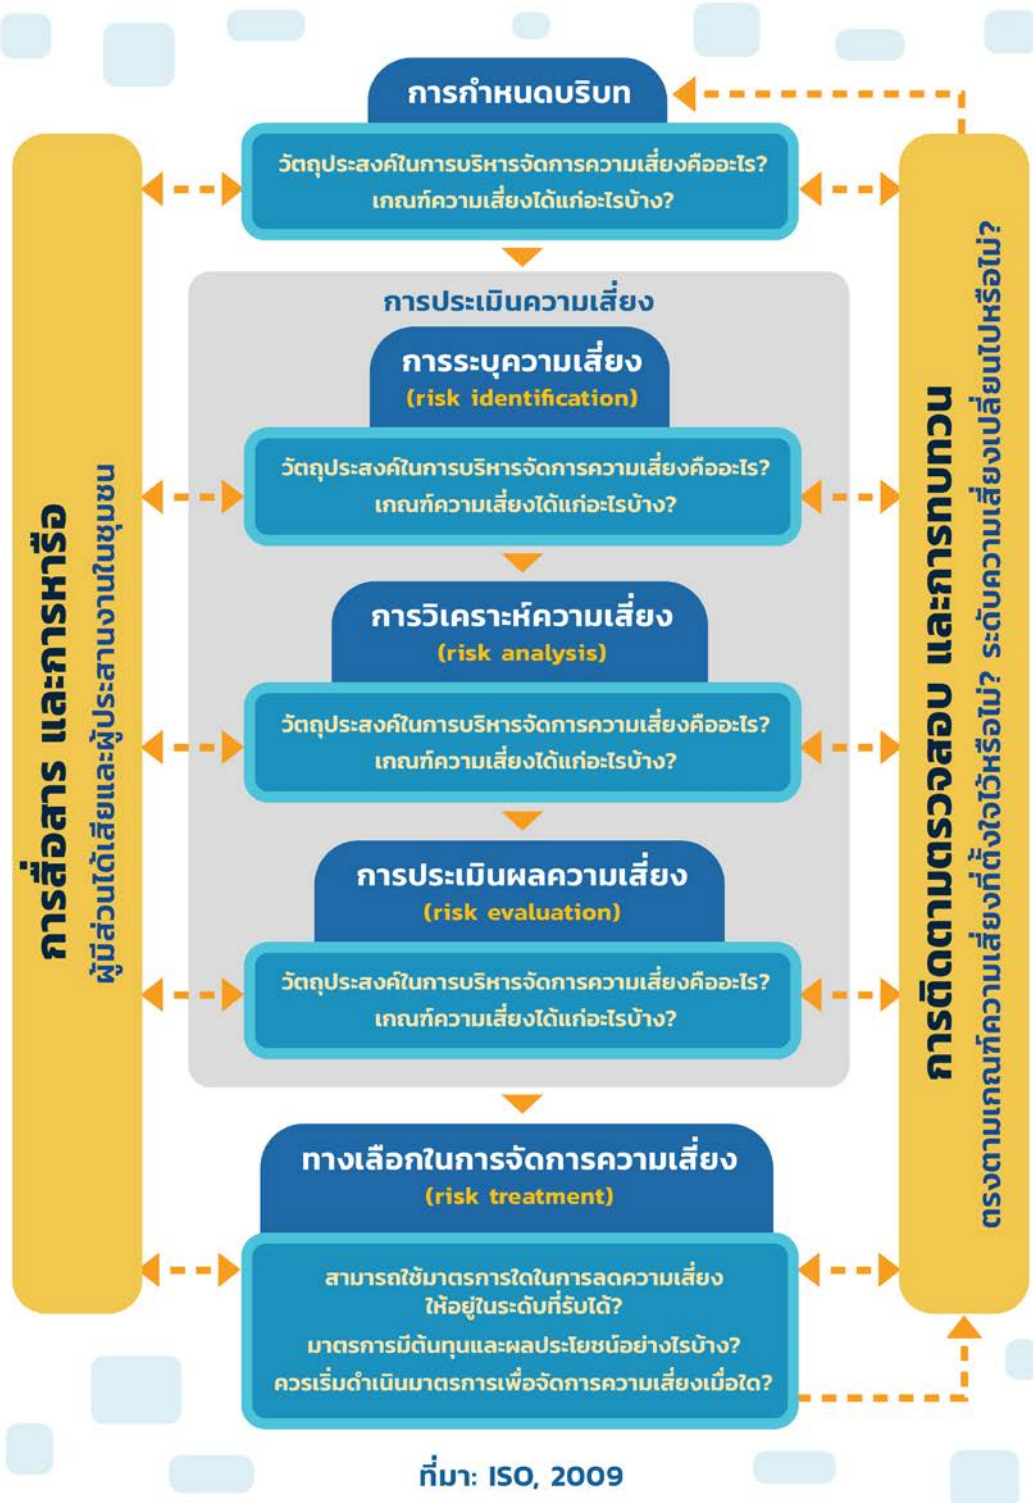 การกำหนดบริบท
วัตถุประสงค์ในการบริหารจัดการความเสี่ยงคืออะไร?
เกณฑ์ความเสี่ยงได้แก่อะไรบ้าง?
การประเมินความเสี่ยง
การระบุความเสี่ยง
(risk identification)
วัตถุประสงค์ในการบริหารจัดการความเสี่ยงคืออะไร?
เกณฑ์ความเสี่ยงได้แก่อะไรบ้าง?
การวิเคราะห์ความเสี่ยง
(risk analysis)
วัตถุประสงค์ในการบริหารจัดการความเสี่ยงคืออะไร?
เกณฑ์ความเสี่ยงได้แก่อะไรบ้าง?
การประเมินผลความเสี่ยง
(risk evaluation)
วัตถุประสงค์ในการบริหารจัดการความเสี่ยงคืออะไร?
เกณฑ์ความเสี่ยงได้แก่อะไรบ้าง?
ทางเลือกในการจัดการความเสี่ยง
(risk treatment)
สามารถใช้มาตรการใดในการลดความเสี่ยง
ให้อยู่ในระดับที่รับได้?
มาตรการมีต้นทุนและผลประโยชน์อย่างไรบ้าง?
ควรเริ่มดำเนินมาตรการเพื่อจัดการความเสี่ยงเมื่อใด?
การสื่อสาร และการหารือ
ผู้มีส่วนได้เสียและผู้ประสานงานในชุมชน
การติดตามตรวจสอบ และการทบทวน
ตรงตามเกณฑ์ความเสี่ยงที่ตั้งใจไว้หรือไม่? ระดับความเสี่ยงเปลี่ยนไปหรือไม่?
ที่มา: ISO, 2009